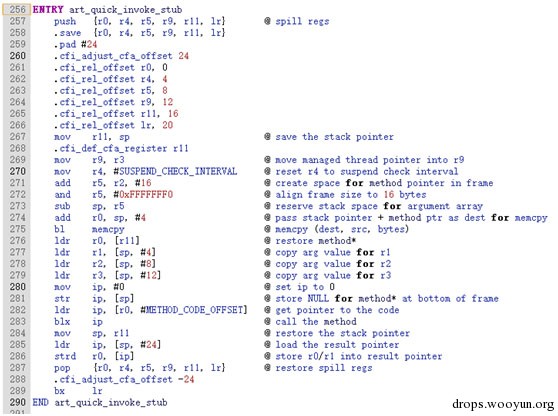 256 ENTRY art_quick_invoke_stub
257 push {r0, r4, r5, r9, r11, lr} @ spill regs
258 .save {r0, r4, r5, r9, r11, lr}
259 .pad #24
260 .cfi_adjust_cfa_offset 24
261 .cfi_rel_offset r0, 0
262 .cfi_rel_offset r4, 4
263 .cfi_rel_offset r5, 8
264 .cfi_rel_offset r9, 12
265 .cfi_rel_offset r11, 16
266 .cfi_rel_offset lr, 20
267 mov r11, sp @ save the stack pointer
268 .cfi_def_cfa_register r11
269 mov r9, r3 @ move managed thread pointer into r9
270 mov r4, #SUSPEND_CHECK_INTERVAL @ reset r4 to suspend check interval
271 add r5, r2, #16 @ create space for method pointer in frame
272 and r5, #0xFFFFFFF0 @ align frame size to 16 bytes
273 sub sp, r5 @ reserve stack space for argument array
274 add r0, sp, #4 @ pass stack pointer + method ptr as dest for memcpy
275 bl memcpy @ memcpy (dest, src, bytes)
276 ldr r0, [r11] @ restore method*
277 ldr r1, [sp, #4] @ copy arg value for r1
278 ldr r2, [sp, #8] @ copy arg value for r2
279 ldr r3, [sp, #12] @ copy arg value for r3
280 mov ip, #0 @ set ip to 0
281 str ip, [sp] @ store NULL for method* at bottom of frame
282 ldr ip, [r0, #METHOD_CODE_OFFSET] @ get pointer to the code
283 blx ip @ call the method
284 mov sp, r11 @ restore the stack pointer
285 ldr ip, [sp, #24] @ load the result pointer
286 strd r0, [ip] @ store r0/r1 into result pointer
287 pop {r0, r4, r5, r9, r11, lr} @ restore spill regs
288 .cfi_adjust_cfa_offset -24
289 bx lr
290 END art_quick_invoke_stub
drops.wooyun.org